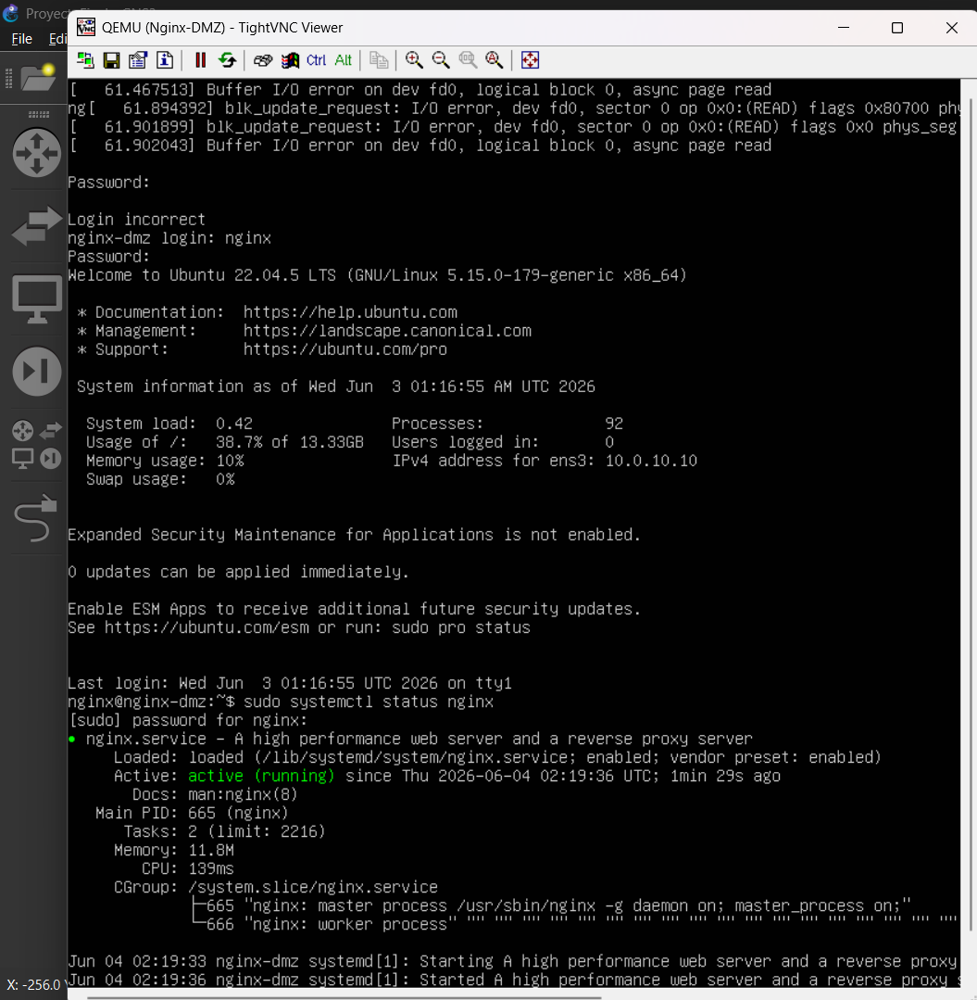 Proyec
QEMU (Nginx-DMZ) - TightVNC Viewer
File Edi
Ctrl Alt
[   61.467513] Buffer I/O error on dev fd0, logical block 0, async page read
ng[   61.894392] blk_update_request: I/O error, dev fd0, sector 0 op 0x0:(READ) flags 0x80700 phy
[   61.901899] blk_update_request: I/O error, dev fd0, sector 0 op 0x0:(READ) flags 0x0 phys_seg
[   61.902043] Buffer I/O error on dev fd0, logical block 0, async page read
Password:
Login incorrect
nginx-dmz login: nginx
Password:
Welcome to Ubuntu 22.04.5 LTS (GNU/Linux 5.15.0-179-generic x86_64)
* Documentation:  https://help.ubuntu.com
* Management:     https://landscape.canonical.com
* Support:        https://ubuntu.com/pro
System information as of Wed Jun  3 01:16:55 AM UTC 2026
System load:  0.42               Processes:             92
Usage of /:   38.7% of 13.33GB   Users logged in:       0
Memory usage: 10%                IPv4 address for ens3: 10.0.10.10
Swap usage:   0%
Expanded Security Maintenance for Applications is not enabled.
0 updates can be applied immediately.
Enable ESM Apps to receive additional future security updates.
See https://ubuntu.com/esm or run: sudo pro status
Last login: Wed Jun  3 01:16:55 UTC 2026 on tty1
nginx@nginx-dmz:~$ sudo systemctl status nginx
[sudo] password for nginx:
● nginx.service - A high performance web server and a reverse proxy server
Loaded: loaded (/lib/systemd/system/nginx.service; enabled; vendor preset: enabled)
Active: active (running) since Thu 2026-06-04 02:19:36 UTC; 1min 29s ago
Docs: man:nginx(8)
Main PID: 665 (nginx)
Tasks: 2 (limit: 2216)
Memory: 11.8M
CPU: 139ms
CGroup: /system.slice/nginx.service
├─665 "nginx: master process /usr/sbin/nginx -g daemon on; master_process on;"
└─666 "nginx: worker process" "" "" "" "" "" "" "" "" "" "" "" "" "" "" "" "" "" ""
Jun 04 02:19:33 nginx-dmz systemd[1]: Starting A high performance web server and a reverse proxy
Jun 04 02:19:36 nginx-dmz systemd[1]: Started A high performance web server and a reverse proxy s
X: -256.0